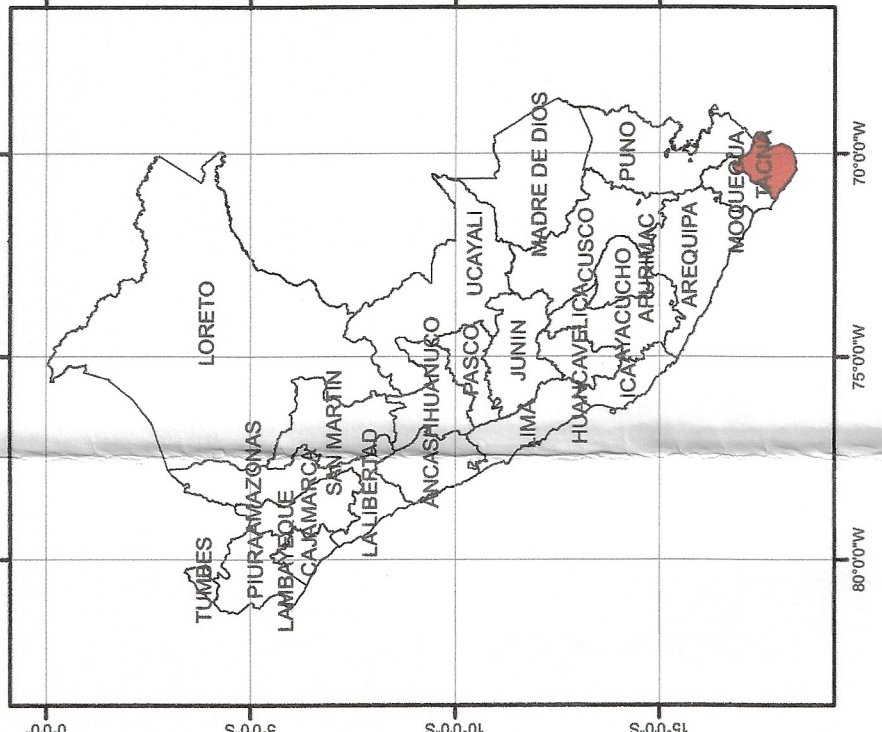 TUMBES
LORETO
PIURA
AMAZONAS
LAMBAYEQUE
CAJAMARCA
SAN MARTIN
LA LIBERTAD
ANCASH
HUANUCO
UCAYALI
PASCO
JUNIN
LIMA
MADRE DE DIOS
HUANCAVELICA
CUSCO
ICA
AYACUCHO
APURIMAC
PUNO
AREQUIPA
MOQUEGUA
TACNA
80°0'0"W
75°0'0"W
70°0'0"W
0°0'0"
5°0'0"S
10°0'0"S
15°0'0"S